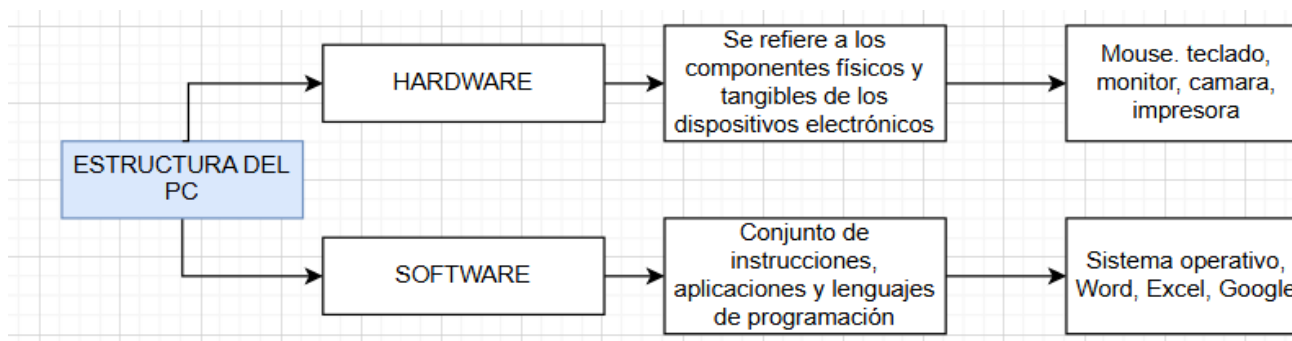 ESTRUCTURA DEL
PC
HARDWARE
Se refiere a los
componentes físicos y
tangibles de los
dispositivos electrónicos
Mouse. teclado,
monitor, camara,
impresora
SOFTWARE
Conjunto de
instrucciones,
aplicaciones y lenguajes
de programación
Sistema operativo,
Word, Excel, Google